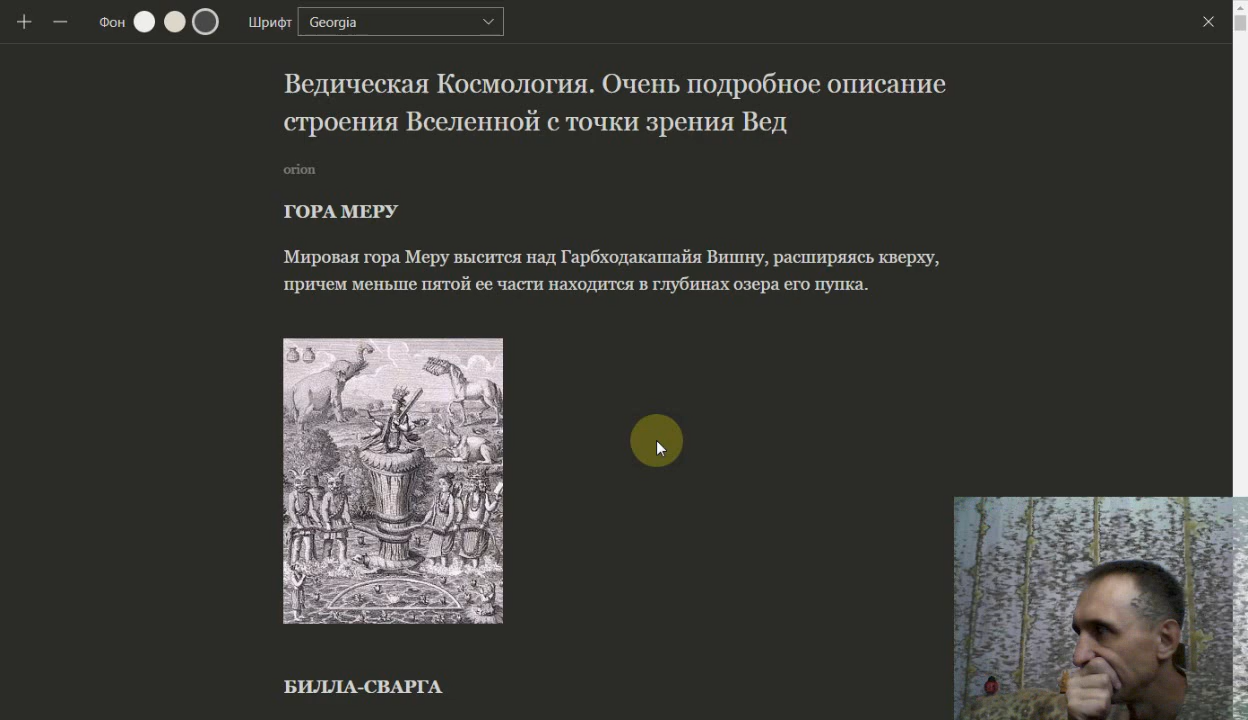 Фон
Шрифт
Georgia
Ведическая Космология. Очень подробное описание
строения Вселенной с точки зрения Вед
orion
ГОРА МЕРУ
Мировая гора Меру высится над Гарбходакашайя Вишну, расширяясь кверху,
причем меньше пятой ее части находится в глубинах озера его пупка.
БИЛЛА-СВАРГА